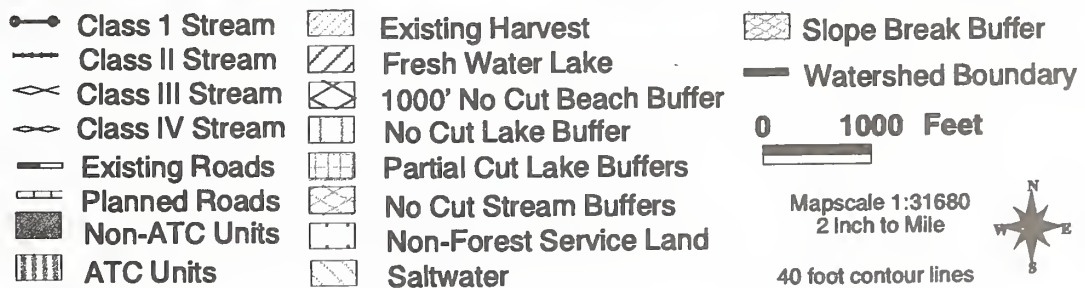 Class 1 Stream
Class II Stream
Class III Stream
Class IV Stream
Existing Roads
Planned Roads
Non-ATC Units
ATC Units
Existing Harvest
Fresh Water Lake
1000' No Cut Beach Buffer
No Cut Lake Buffer
Partial Cut Lake Buffers
No Cut Stream Buffers
Non-Forest Service Land
Saltwater
Slope Break Buffer
Watershed Boundary
0 1000 Feet
Mapscale 1:31680
2 Inch to Mile
40 foot contour lines
N
W E
S